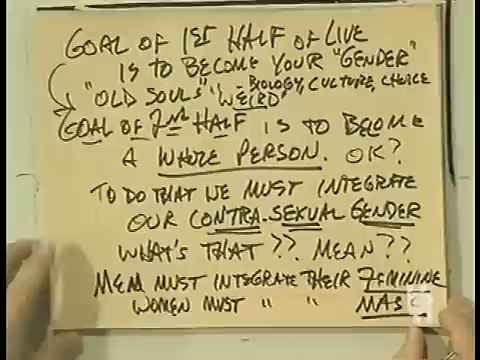 GOAL OF 1ST HALF OF LIVE
IS TO BECOME YOUR "GENDER"
- BIOLOGY, CULTURE, CHOICE
"OLD SOULS" "WEIRD"
GOAL OF 2ND HALF IS TO BECOME
A WHOLE PERSON. OK?
TO DO THAT WE MUST INTEGRATE
OUR CONTRA-SEXUAL GENDER
WHAT'S THAT?? MEAN??
MEN MUST INTEGRATE THEIR FEMININE
WOMEN MUST " " MASC